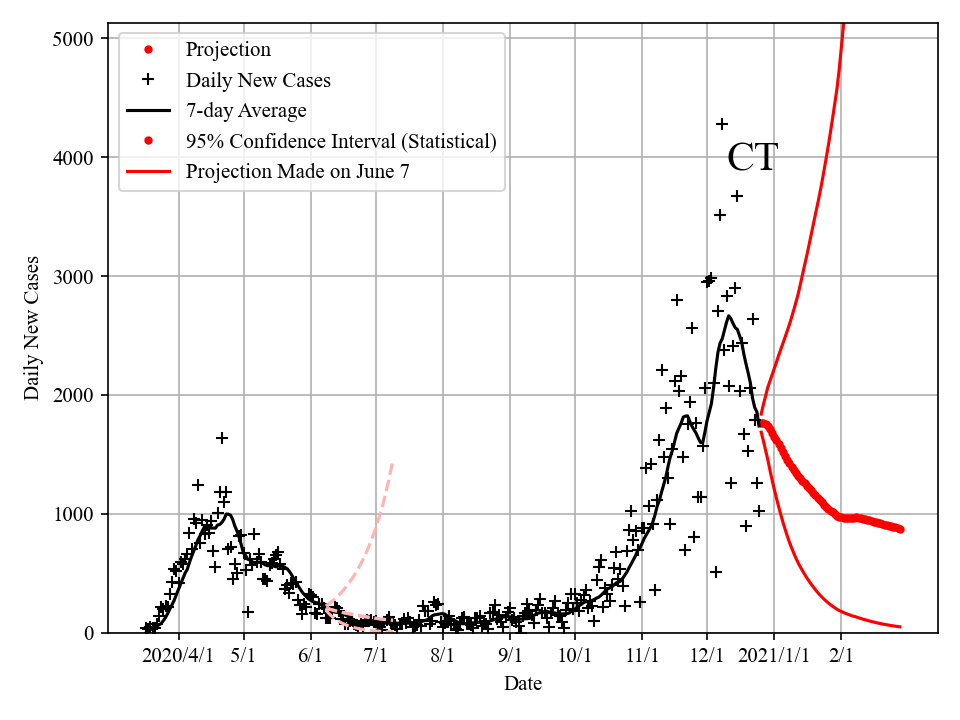 5000
4000
3000
2000
1000
0
Daily New Cases
Projection
Daily New Cases
7-day Average
95% Confidence Interval (Statistical)
Projection Made on June 7
CT
2020/4/1 5/1 6/1 7/1 8/1 9/1 10/1 11/1 12/1 2021/1/1 2/1
Date